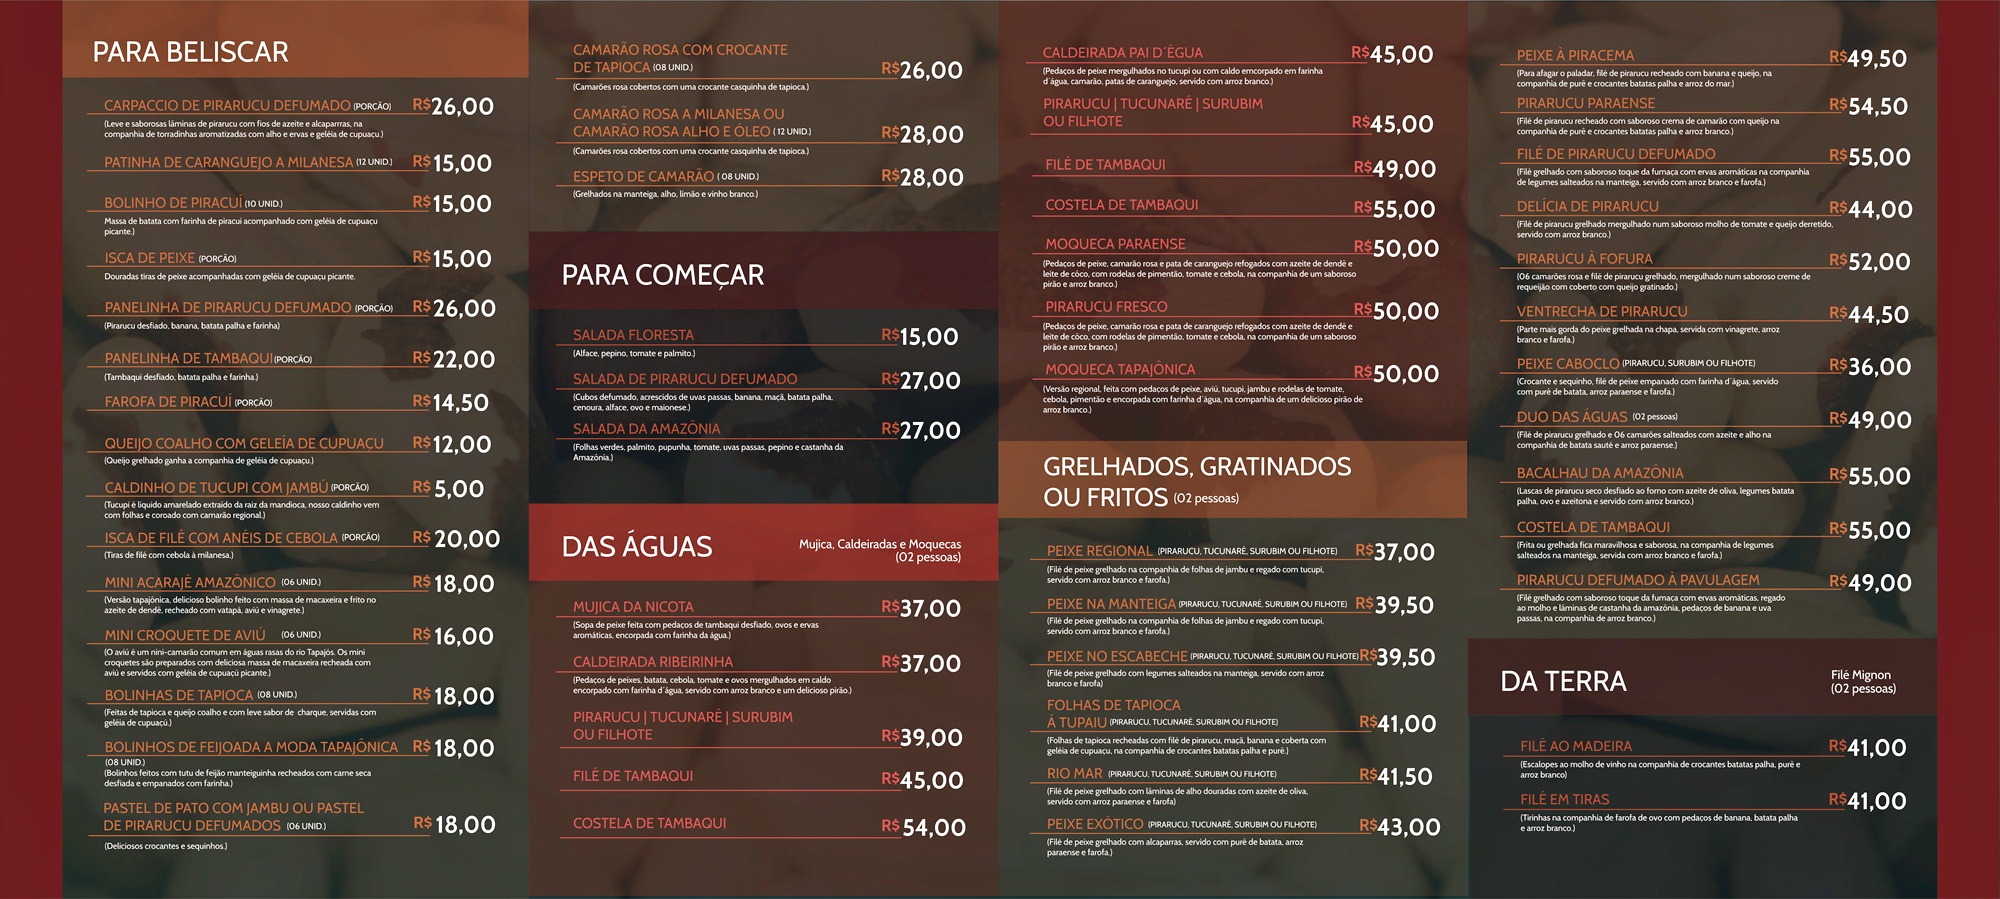 PARA BELISCAR
CARPACCIO DE PIRARUCU DEFUMADO (PORÇÃO) R$26,00
(Leve e saborosas lâminas de pirarucu com fios de azeite e alcaparrras, na
companhia de torradinhas aromatizadas com alho e ervas e geléia de cupuaçu.)
PATINHA DE CARANGUEJO A MILANESA (12 UNID.) R$15,00
BOLINHO DE PIRACUÍ (10 UNID.) R$15,00
Massa de batata com farinha de piracuí acompanhado com geléia de cupuaçu
picante.)
ISCA DE PEIXE (PORÇÃO) R$15,00
Douradas tiras de peixe acompanhadas com geléia de cupuaçu picante.)
PANELINHA DE PIRARUCU DEFUMADO (PORÇÃO) R$26,00
(Pirarucu desfiado, banana, batata palha e farinha)
PANELINHA DE TAMBAQUI(PORÇÃO) R$22,00
(Tambaqui desfiado, batata palha e farinha.)
FAROFA DE PIRACUÍ (PORÇÃO) R$14,50
QUEIJO COALHO COM GELEÍA DE CUPUAÇU R$12,00
(Queijo grelhado ganha a companhia de geléia de cupuaçu.)
CALDINHO DE TUCUPI COM JAMBÚ (PORÇÃO) R$5,00
(Tucupi é liquido amarelado extraído da raiz da mandioca, nosso caldinho vem
com folhas e coroado com camarão regional.)
ISCA DE FILÉ COM ANÉIS DE CEBOLA (PORÇÃO) R$20,00
(Tiras de filé com cebola à milanesa.)
MINI ACARAJÉ AMAZÔNICO (06 UNID.) R$18,00
(Versão tapajônica, delicioso bolinho feito com massa de macaxeira e frito no
azeite de dendê, recheado com vatapá, aviú e vinagrete.)
MINI CROQUETE DE AVIÚ (06 UNID.) R$16,00
(O aviú é um nini-camarão comum em águas rasas do rio Tapajós. Os mini
croquetes são preparados com deliciosa massa de macaxeira recheada com
aviú e servidos com geléia de cupuaçú picante.)
BOLINHAS DE TAPIOCA (08 UNID.) R$18,00
(Feitas de tapioca e queijo coalho e com leve sabor de charque, servidas com
geléia de cupuaçú.)
BOLINHOS DE FEIJOADA A MODA TAPAJÔNICA R$18,00
(08 UNID.)
(Bolinhos feitos com tutu de feijão manteiguinha recheados com carne seca
desfiada e empanados com farinha.)
PASTEL DE PATO COM JAMBU OU PASTEL
DE PIRARUCU DEFUMADOS (06 UNID.) R$18,00
(Deliciosos crocantes e sequinhos.)
CAMARÃO ROSA COM CROCANTE
DE TAPIOCA (08 UNID.) R$26,00
(Camarões rosa cobertos com uma crocante casquinha de tapioca.)
CAMARÃO ROSA A MILANESA OU
CAMARÃO ROSA ALHO E ÓLEO ( 12 UNID.) R$28,00
(Camarões rosa cobertos com uma crocante casquinha de tapioca.)
ESPETO DE CAMARÃO ( 08 UNID.) R$28,00
(Grelhados na manteiga, alho, limão e vinho branco.)
PARA COMEÇAR
SALADA FLORESTA R$15,00
(Alface, pepino, tomate e palmito.)
SALADA DE PIRARUCU DEFUMADO R$27,00
(Cubos defumado, acrescidos de uvas passas, banana, maçã, batata palha,
cenoura, alface, ovo e maionese.)
SALADA DA AMAZÔNIA R$27,00
(Folhas verdes, palmito, pupunha, tomate, uvas passas, pepino e castanha da
Amazônia.)
DAS ÁGUAS
Mujica, Caldeiradas e Moquecas
(02 pessoas)
MUJICA DA NICOTA R$37,00
(Sopa de peixe feita com pedaços de tambaqui desfiado, ovos e ervas
aromáticas, encorpada com farinha da água.)
CALDEIRADA RIBEIRINHA R$37,00
(Pedaços de peixes, batata, cebola, tomate e ovos mergulhados em caldo
encorpado com farinha d´água, servido com arroz branco e um delicioso pirão.)
PIRARUCU | TUCUNARÉ | SURUBIM
OU FILHOTE R$39,00
FILÉ DE TAMBAQUI R$45,00
COSTELA DE TAMBAQUI R$54,00
CALDEIRADA PAI D´ÉGUA R$45,00
(Pedaços de peixe mergulhados no tucupi ou com caldo emcorpado em farinha
d´água, camarão, patas de caranguejo, servido com arroz branco.)
PIRARUCU | TUCUNARÉ | SURUBIM
OU FILHOTE R$45,00
FILÉ DE TAMBAQUI R$49,00
COSTELA DE TAMBAQUI R$55,00
MOQUECA PARAENSE R$50,00
(Pedaços de peixe, camarão rosa e pata de caranguejo refogados com azeite de dendê e
leite de côco, com rodelas de pimentão, tomate e cebola, na companhia de um saboroso
pirão e arroz branco.)
PIRARUCU FRESCO R$50,00
(Pedaços de peixe, camarão rosa e pata de caranguejo refogados com azeite de dendê e
leite de côco, com rodelas de pimentão, tomate e cebola, na companhia de um saboroso
pirão e arroz branco.)
MOQUECA TAPAJÔNICA R$50,00
(Versão regional, feita com pedaços de peixe, aviú, tucupi, jambu e rodelas de tomate,
cebola, pimentão e encorpada com farinha d´água, na companhia de um delicioso pirão de
arroz branco.)
GRELHADOS, GRATINADOS
OU FRITOS (02 pessoas)
PEIXE REGIONAL (PIRARUCU, TUCUNARÉ, SURUBIM OU FILHOTE) R$37,00
(Filé de peixe grelhado na companhia de folhas de jambu e regado com tucupi,
servido com arroz branco e farofa.)
PEIXE NA MANTEIGA (PIRARUCU, TUCUNARÉ, SURUBIM OU FILHOTE) R$39,50
(Filé de peixe grelhado na companhia de folhas de jambu e regado com tucupi,
servido com arroz branco e farofa.)
PEIXE NO ESCABECHE (PIRARUCU, TUCUNARÉ, SURUBIM OU FILHOTE) R$39,50
(Filé de peixe grelhado com legumes salteados na manteiga, servido com arroz
branco e farofa)
FOLHAS DE TAPIOCA
Á TUPAIU (PIRARUCU, TUCUNARÉ, SURUBIM OU FILHOTE) R$41,00
(Folhas de tapioca recheadas com filé de pirarucu, maçã, banana e coberta com
geléia de cupuaçu, na companhia de crocantes batatas palha e purê.)
RIO MAR (PIRARUCU, TUCUNARÉ, SURUBIM OU FILHOTE) R$41,50
(Filé de peixe grelhado com lâminas de alho douradas com azeite de oliva,
servido com arroz paraense e farofa)
PEIXE EXÓTICO (PIRARUCU, TUCUNARÉ, SURUBIM OU FILHOTE) R$43,00
(Filé de peixe grelhado com alcaparras, servido com purê de batata, arroz
paraense e farofa.)
PEIXE À PIRACEMA R$49,50
(Para afagar o paladar, filé de pirarucu recheado com banana e queijo, na
companhia de purê e crocantes batatas palha e arroz do mar.)
PIRARUCU PARAENSE R$54,50
(Filé de pirarucu recheado com saboroso crema de camarão com queijo na
companhia de purê e crocantes batatas palha e arroz branco.)
FILÉ DE PIRARUCU DEFUMADO R$55,00
(Filé grelhado com saboroso toque da fumaça com ervas aromáticas na companhia
de legumes salteados na manteiga, servido com arroz branco e farofa.)
DELÍCIA DE PIRARUCU R$44,00
(Filé de pirarucu grelhado mergulhado num saboroso molho de tomate e queijo derretido,
servido com arroz branco.)
PIRARUCU À FOFURA R$52,00
(06 camarões rosa e filé de pirarucu grelhado, mergulhado num saboroso creme de
requeijão com coberto com queijo gratinado.)
VENTRECHA DE PIRARUCU R$44,50
(Parte mais gorda do peixe grelhada na chapa, servida com vinagrete, arroz
branco e farofa.)
PEIXE CABOCLO (PIRARUCU, SURUBIM OU FILHOTE) R$36,00
(Crocante e sequinho, filé de peixe empanado com farinha d´água, servido
com purê de batatas, arroz paraense e farofa.)
DUO DAS ÁGUAS (02 pessoas) R$49,00
(Filé de pirarucu grelhado e 06 camarões salteados com azeite e alho na
companhia de batata sautê e arroz paraense.)
BACALHAU DA AMAZÔNIA R$55,00
(Lascas de pirarucu seco desfiado ao forno com azeite de oliva, legumes batata
palha, ovo e azeitona e servido com arroz branco.)
COSTELA DE TAMBAQUI R$55,00
(Frita ou grelhada fica maravilhosa e saborosa, na companhia de legumes
salteados na manteiga, servida com arroz branco e farofa.)
PIRARUCU DEFUMADO À PAVULAGEM R$49,00
(Filé grelhado com saboroso toque da fumaça com ervas aromáticas, regado
ao molho e lâminas de castanha da amazônia, pedaços de banana e uva
passas, na companhia de arroz branco e farofa.)
DA TERRA
Filé Mignon
(02 pessoas)
FILÉ AO MADEIRA R$41,00
(Escalopes ao molho de vinho na companhia de crocantes batatas palha, purê e
arroz branco)
FILÉ EM TIRAS R$41,00
(Tirinhas na companhia de farofa de ovo com pedaços de banana, batata palha
e arroz branco.)